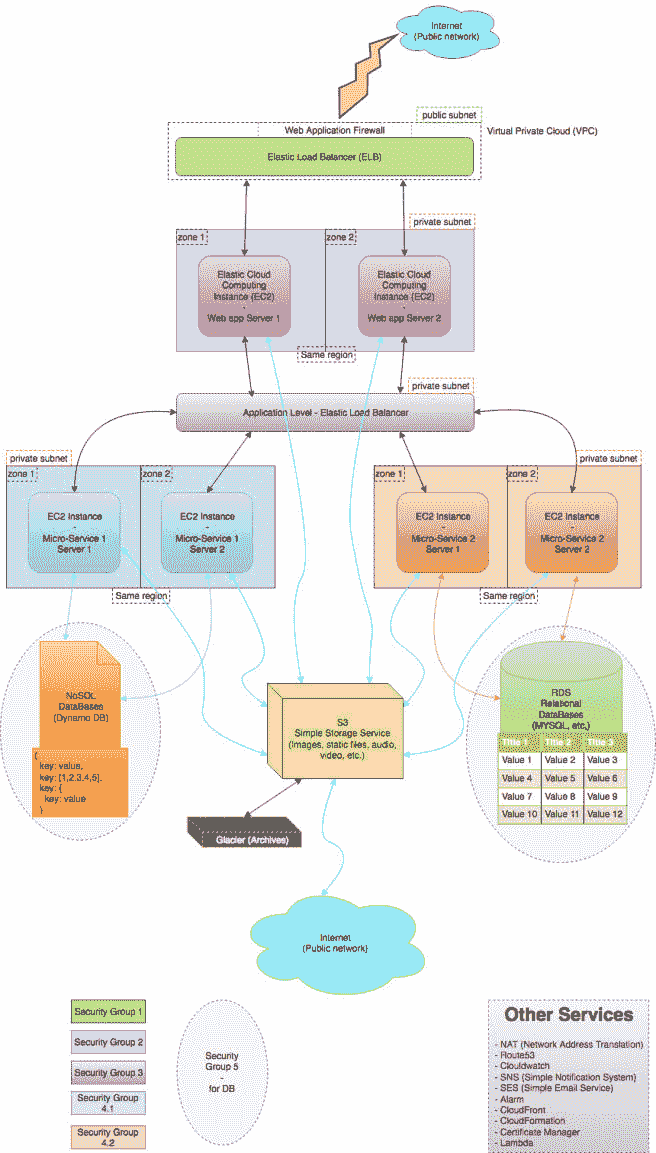 Internet
(Public network)
public subnet
Web Application Firewall
Virtual Private Cloud (VPC)
Elastic Load Balancer (ELB)
private subnet
zone 1
zone 2
Elastic Cloud
Computing
Instance (EC2)
-
Web app Server 1
Elastic Cloud
Computing
Instance (EC2)
-
Web app Server 2
Same region
private subnet
Application Level - Elastic Load Balancer
private subnet
zone 1
zone 2
EC2 Instance
-
Micro-Service 1
Server 1
EC2 Instance
-
Micro-Service 1
Server 2
Same region
private subnet
zone 1
zone 2
EC2 Instance
-
Micro-Service 2
Server 1
EC2 Instance
-
Micro-Service 2
Server 2
Same region
NoSQL
DataBases
(Dynamo DB)
{
key: value,
key: [1,2,3,4,5],
key: {
key: value
}
S3
Simple Storage Service
(Images, static files, audio,
video, etc.)
RDS
Relational
DataBases
(MYSQL, etc,)
Title 1 Title 2 Title 3
Value 1 Value 2 Value 3
Value 4 Value 5 Value 6
Value 7 Value 8 Value 9
Value 10 Value 11 Value 12
Glacier (Archives)
Internet
(Public network)
Security Group 1
Security Group 2
Security Group 3
Security Group
4.1
Security Group
4.2
Security
Group 5
-
for DB
Other Services
- NAT (Network Address Translation)
- Route53
- Clouldwatch
- SNS (Simple Notification System)
- SES (Simple Email Service)
- Alarm
- CloudFront
- CloudFormation
- Certificate Manager
- Lambda